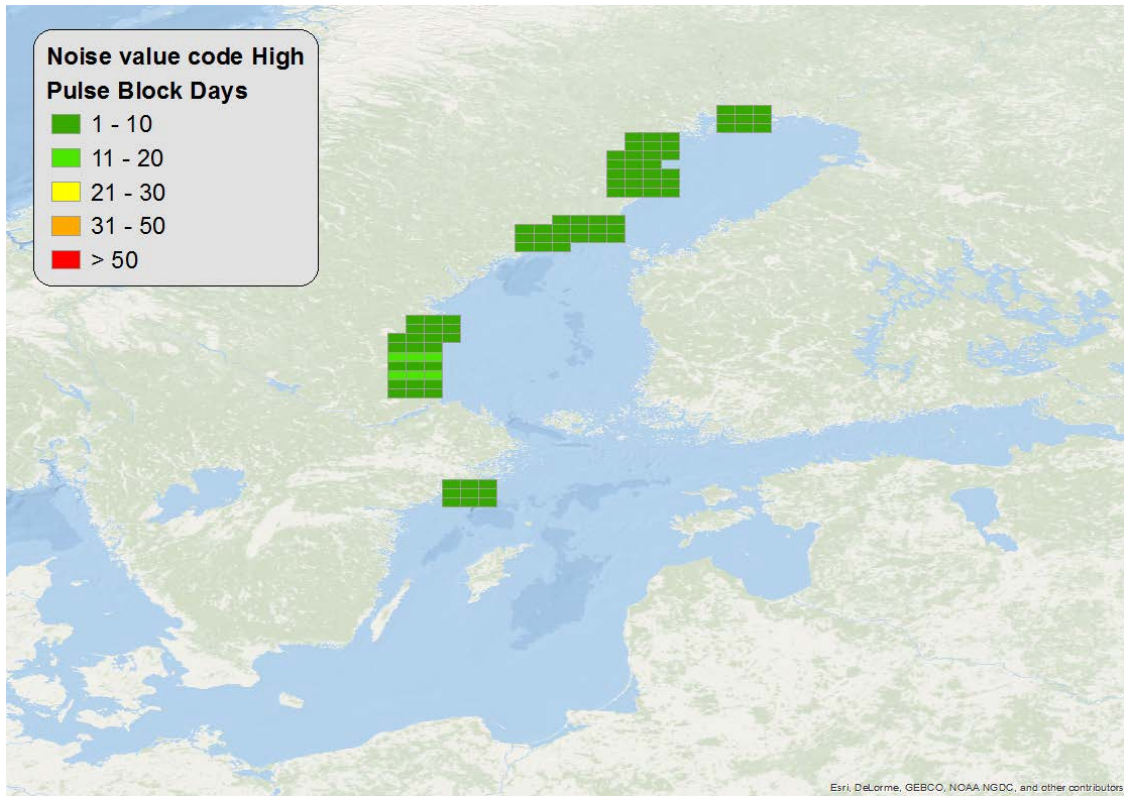 Noise value code High
Pulse Block Days
1 - 10
11 - 20
21 - 30
31 - 50
> 50
Esri, DeLorme, GEBCO, NOAA NGDC, and other contributors